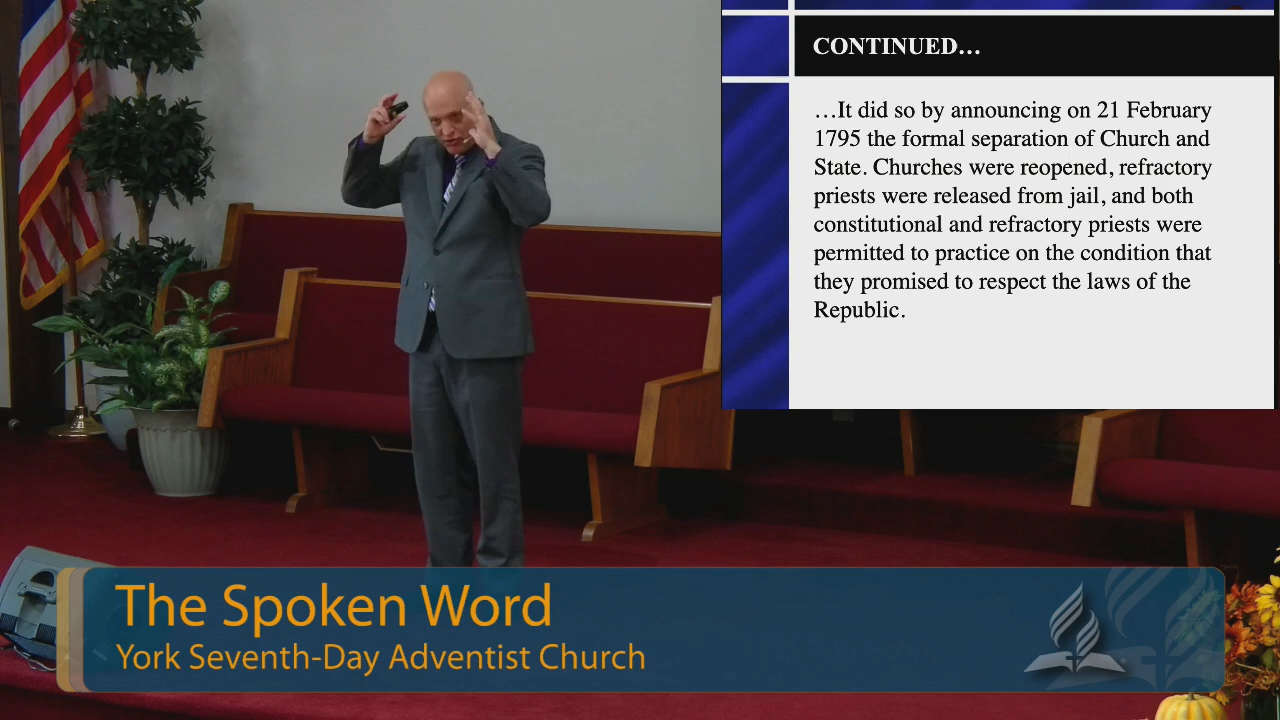 CONTINUED…
…It did so by announcing on 21 February
1795 the formal separation of Church and
State. Churches were reopened, refractory
priests were released from jail, and both
constitutional and refractory priests were
permitted to practice on the condition that
they promised to respect the laws of the
Republic.
The Spoken Word
York Seventh-Day Adventist Church